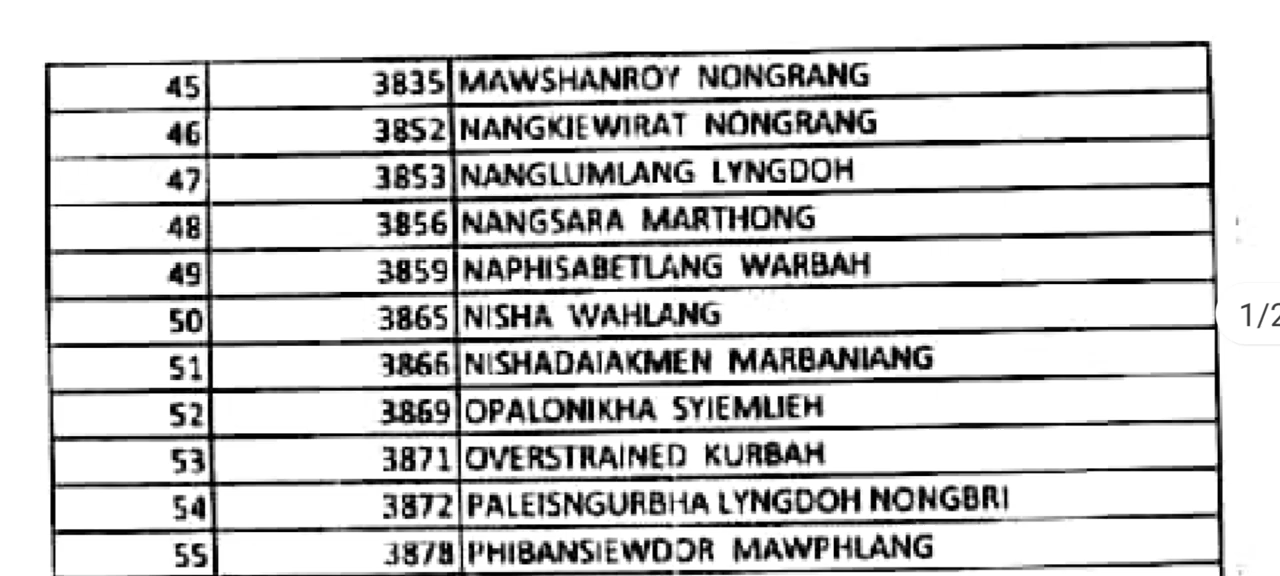 45 3835 MAWSHANROY NONGRANG
46 3852 NANGKIEWIRAT NONGRANG
47 3853 NANGLUMLANG LYNGDOH
48 3856 NANGSARA MARTHONG
49 3859 NAPHISABETLANG WARBAH
50 3865 NISHA WAHLANG
51 3866 NISHADAIAKMEN MARBANIANG
52 3869 OPALONIKHA SYIEMLIEH
53 3871 OVERSTRAINED KURBAH
54 3872 PALEISNGURBHA LYNGDOH NONGBRI
55 3878 PHIBANSIEWDOR MAWPHLANG
1/2